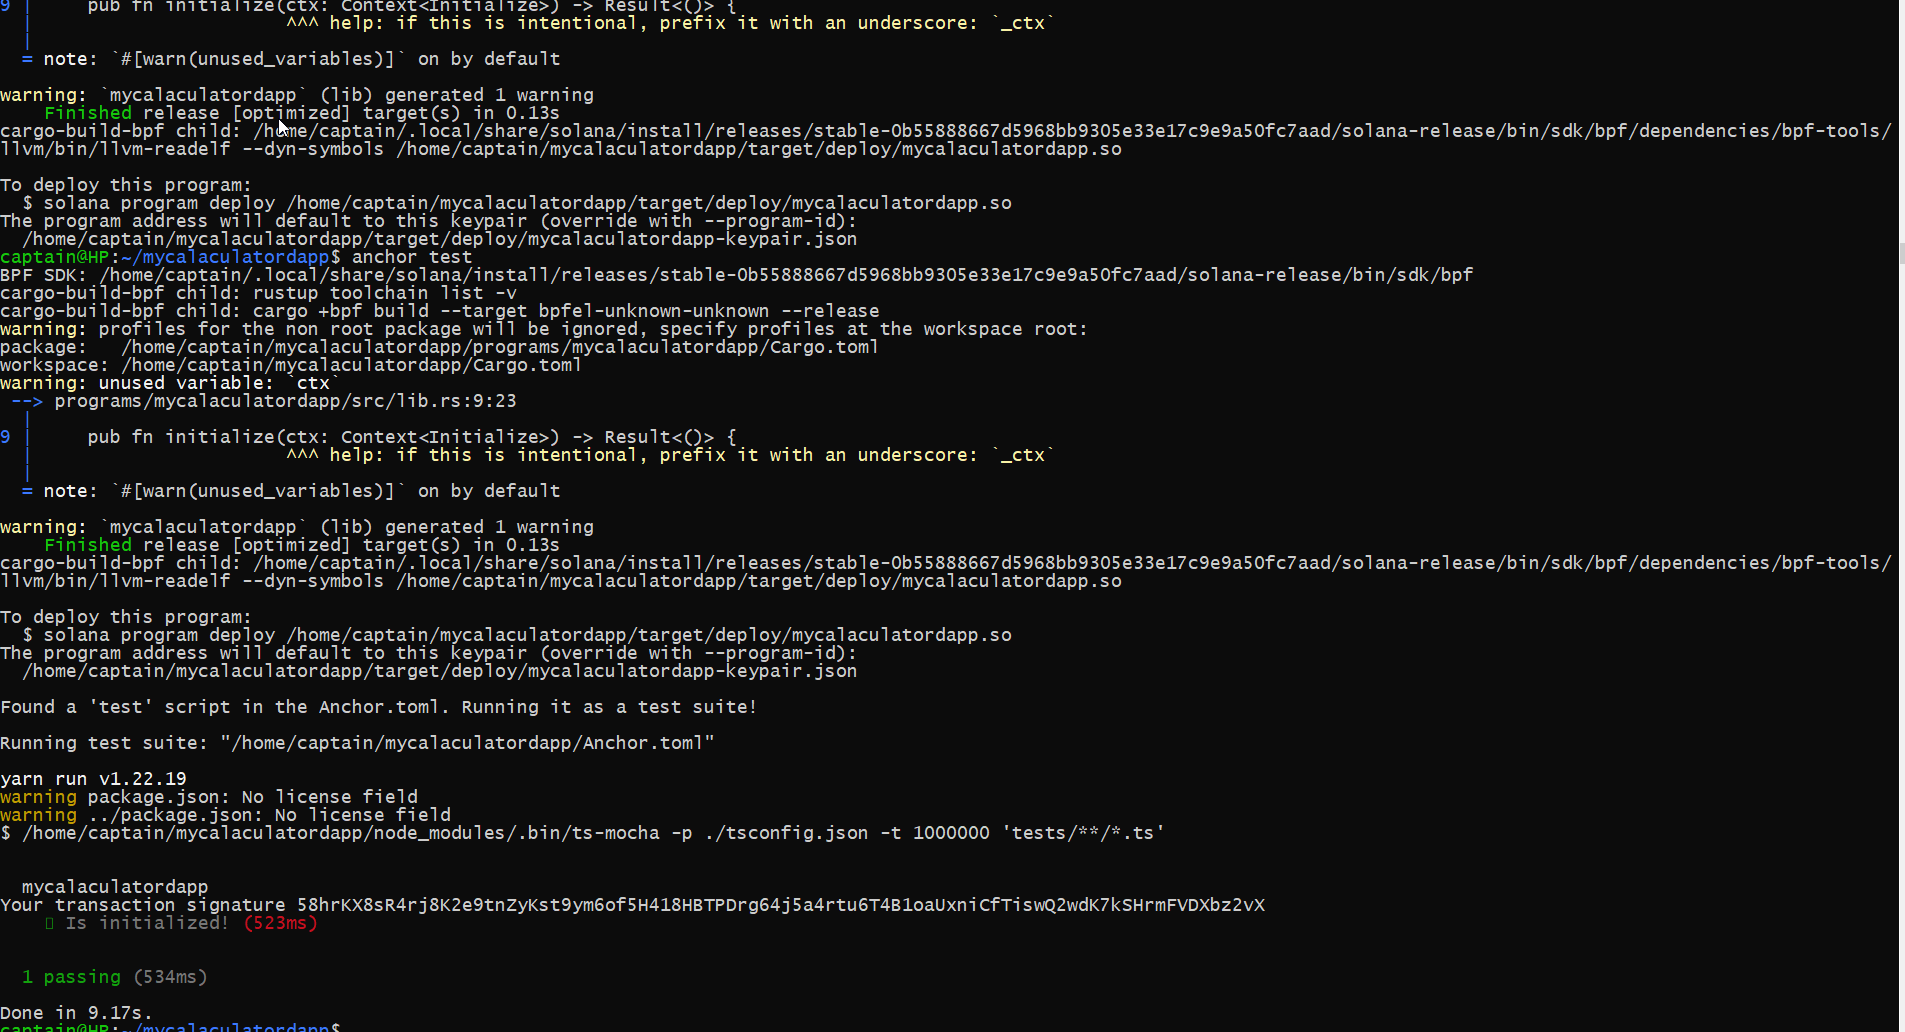 9 |     pub fn initialize(ctx: Context<Initialize>) -> Result<()> {
  |                       ^^^ help: if this is intentional, prefix it with an underscore: `_ctx`
  |
  = note: `#[warn(unused_variables)]` on by default

warning: `mycalaculatordapp` (lib) generated 1 warning
    Finished release [optimized] target(s) in 0.13s
cargo-build-bpf child: /home/captain/.local/share/solana/install/releases/stable-0b55888667d5968bb9305e33e17c9e9a50fc7aad/solana-release/bin/sdk/bpf/dependencies/bpf-tools/
llvm/bin/llvm-readelf --dyn-symbols /home/captain/mycalaculatordapp/target/deploy/mycalaculatordapp.so

To deploy this program:
  $ solana program deploy /home/captain/mycalaculatordapp/target/deploy/mycalaculatordapp.so
The program address will default to this keypair (override with --program-id):
  /home/captain/mycalaculatordapp/target/deploy/mycalaculatordapp-keypair.json
captain@HP:~/mycalaculatordapp$ anchor test
BPF SDK: /home/captain/.local/share/solana/install/releases/stable-0b55888667d5968bb9305e33e17c9e9a50fc7aad/solana-release/bin/sdk/bpf
cargo-build-bpf child: rustup toolchain list -v
cargo-build-bpf child: cargo +bpf build --target bpfel-unknown-unknown --release
warning: profiles for the non root package will be ignored, specify profiles at the workspace root:
package:   /home/captain/mycalaculatordapp/programs/mycalaculatordapp/Cargo.toml
workspace: /home/captain/mycalaculatordapp/Cargo.toml
warning: unused variable: `ctx`
 --> programs/mycalaculatordapp/src/lib.rs:9:23
  |
9 |     pub fn initialize(ctx: Context<Initialize>) -> Result<()> {
  |                       ^^^ help: if this is intentional, prefix it with an underscore: `_ctx`
  |
  = note: `#[warn(unused_variables)]` on by default

warning: `mycalaculatordapp` (lib) generated 1 warning
    Finished release [optimized] target(s) in 0.13s
cargo-build-bpf child: /home/captain/.local/share/solana/install/releases/stable-0b55888667d5968bb9305e33e17c9e9a50fc7aad/solana-release/bin/sdk/bpf/dependencies/bpf-tools/
llvm/bin/llvm-readelf --dyn-symbols /home/captain/mycalaculatordapp/target/deploy/mycalaculatordapp.so

To deploy this program:
  $ solana program deploy /home/captain/mycalaculatordapp/target/deploy/mycalaculatordapp.so
The program address will default to this keypair (override with --program-id):
  /home/captain/mycalaculatordapp/target/deploy/mycalaculatordapp-keypair.json

Found a 'test' script in the Anchor.toml. Running it as a test suite!

Running test suite: "/home/captain/mycalaculatordapp/Anchor.toml"

yarn run v1.22.19
warning package.json: No license field
warning ../package.json: No license field
$ /home/captain/mycalaculatordapp/node_modules/.bin/ts-mocha -p ./tsconfig.json -t 1000000 'tests/**/*.ts'


  mycalaculatordapp
Your transaction signature 58hrKX8sR4rj8K2e9tnZyKst9ym6of5H418HBTPDrg64j5a4rtu6T4B1oaUxniCfTiswQ2wdK7kSHrmFVDXbz2vX
    ▯ Is initialized! (523ms)


  1 passing (534ms)

Done in 9.17s.
captain@HP:~/mycalaculatordapp$